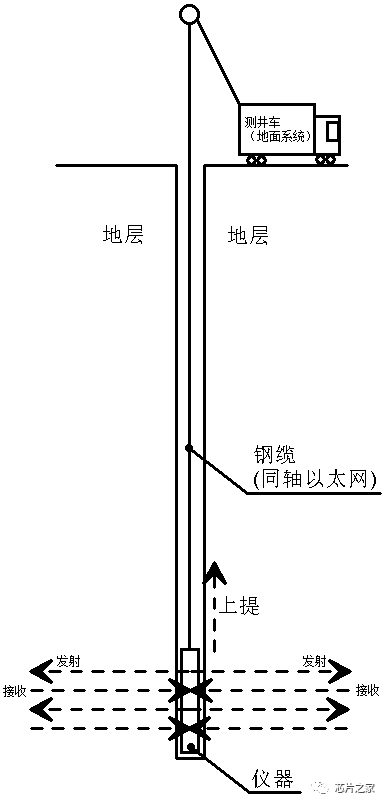 测井车
（地面系统）
地层
地层
钢缆
(同轴以太网)
上提
发射
发射
接收
接收
仪器
芯片之家